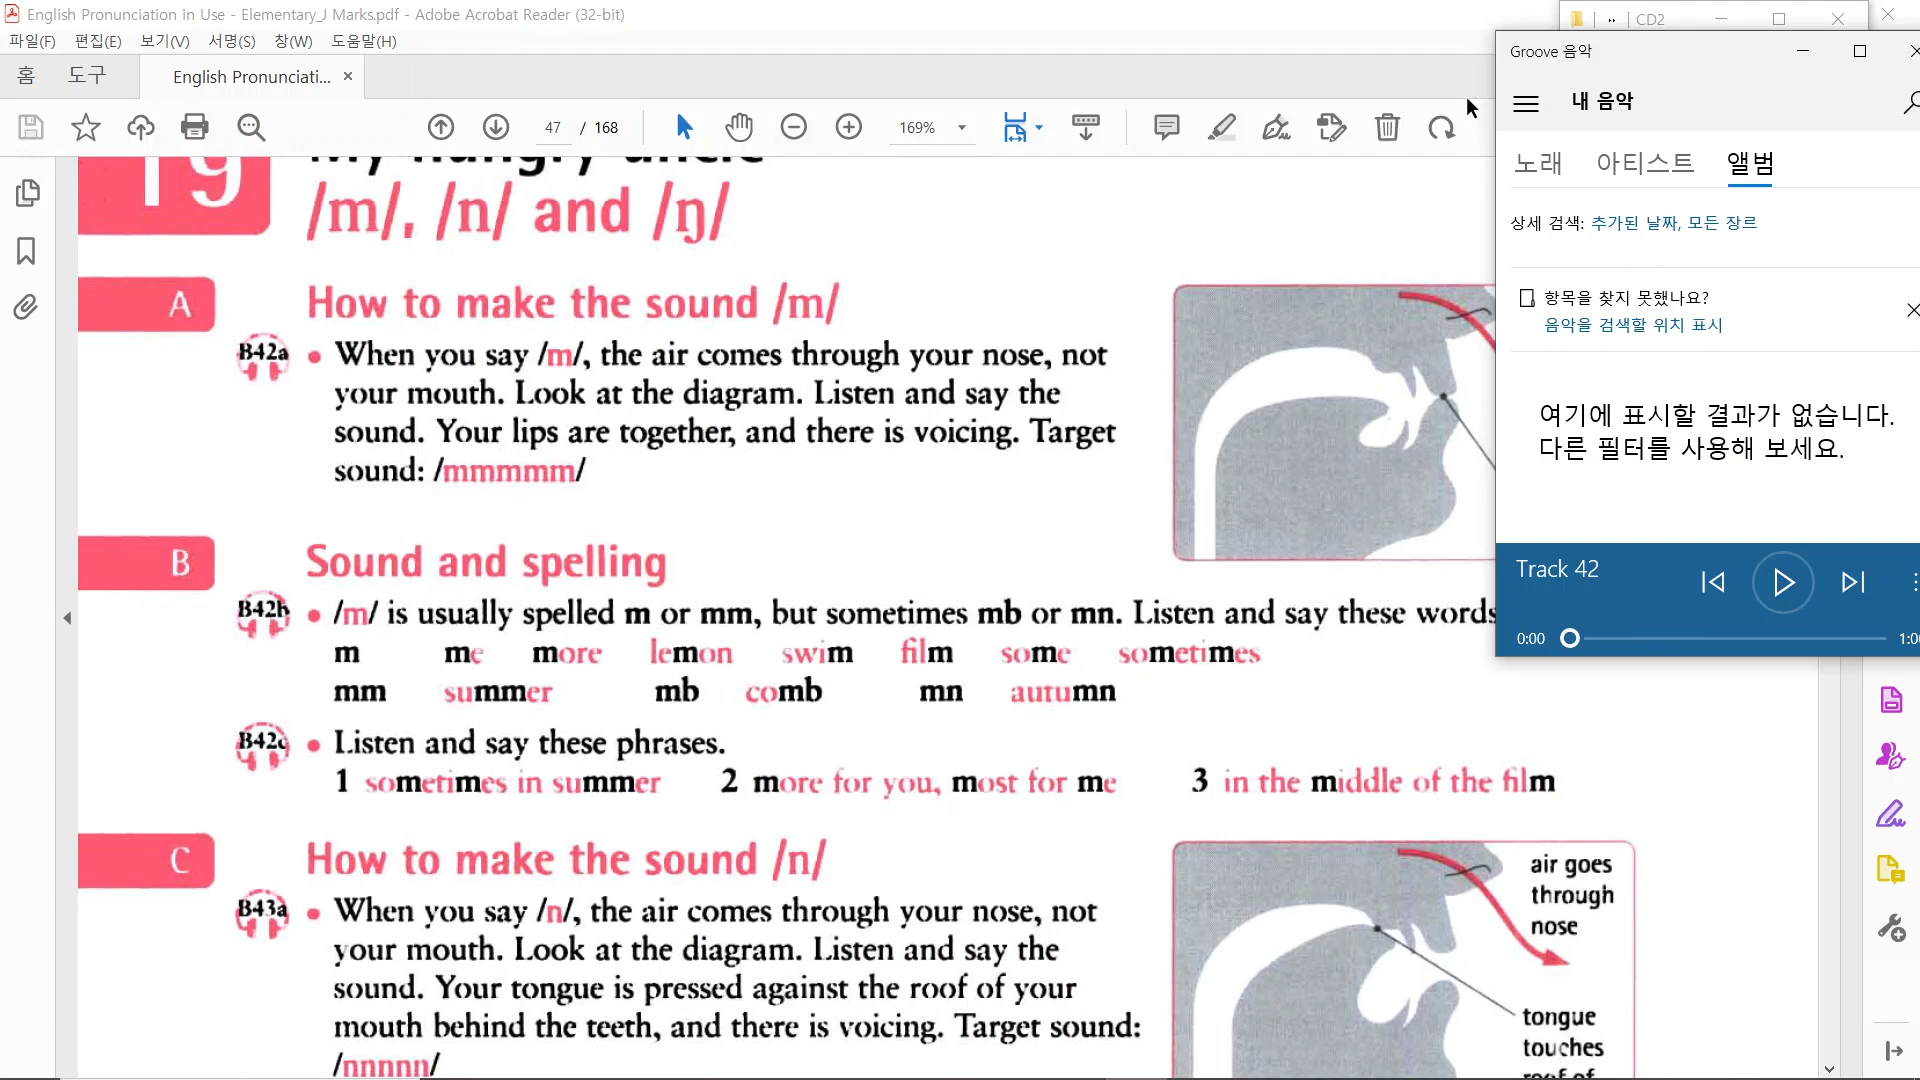 English Pronunciation in Use - Elementary_J Marks.pdf - Adobe Acrobat Reader (32-bit)
CD2
파일(F) 편집(E) 보기(V) 서명(S) 창(W) 도움말(H)
홈 도구 English Pronunciati...
47 / 168 169%
19
My hungry uncle
/m/, /n/ and /ŋ/
A How to make the sound /m/
B42a • When you say /m/, the air comes through your nose, not
your mouth. Look at the diagram. Listen and say the
sound. Your lips are together, and there is voicing. Target
sound: /mmmmm/
B Sound and spelling
B42b • /m/ is usually spelled m or mm, but sometimes mb or mn. Listen and say these words
m me more lemon swim film some sometimes
mm summer mb comb mn autumn
B42c • Listen and say these phrases.
1 sometimes in summer 2 more for you, most for me 3 in the middle of the film
C How to make the sound /n/
B43a • When you say /n/, the air comes through your nose, not
your mouth. Look at the diagram. Listen and say the
sound. Your tongue is pressed against the roof of your
mouth behind the teeth, and there is voicing. Target sound:
/nnnnn/
air goes
through
nose
tongue
touches
roof of
Groove 음악
내 음악
노래 아티스트 앨범
상세 검색: 추가된 날짜, 모든 장르
항목을 찾지 못했나요?
음악을 검색할 위치 표시
여기에 표시할 결과가 없습니다.
다른 필터를 사용해 보세요.
Track 42
0:00